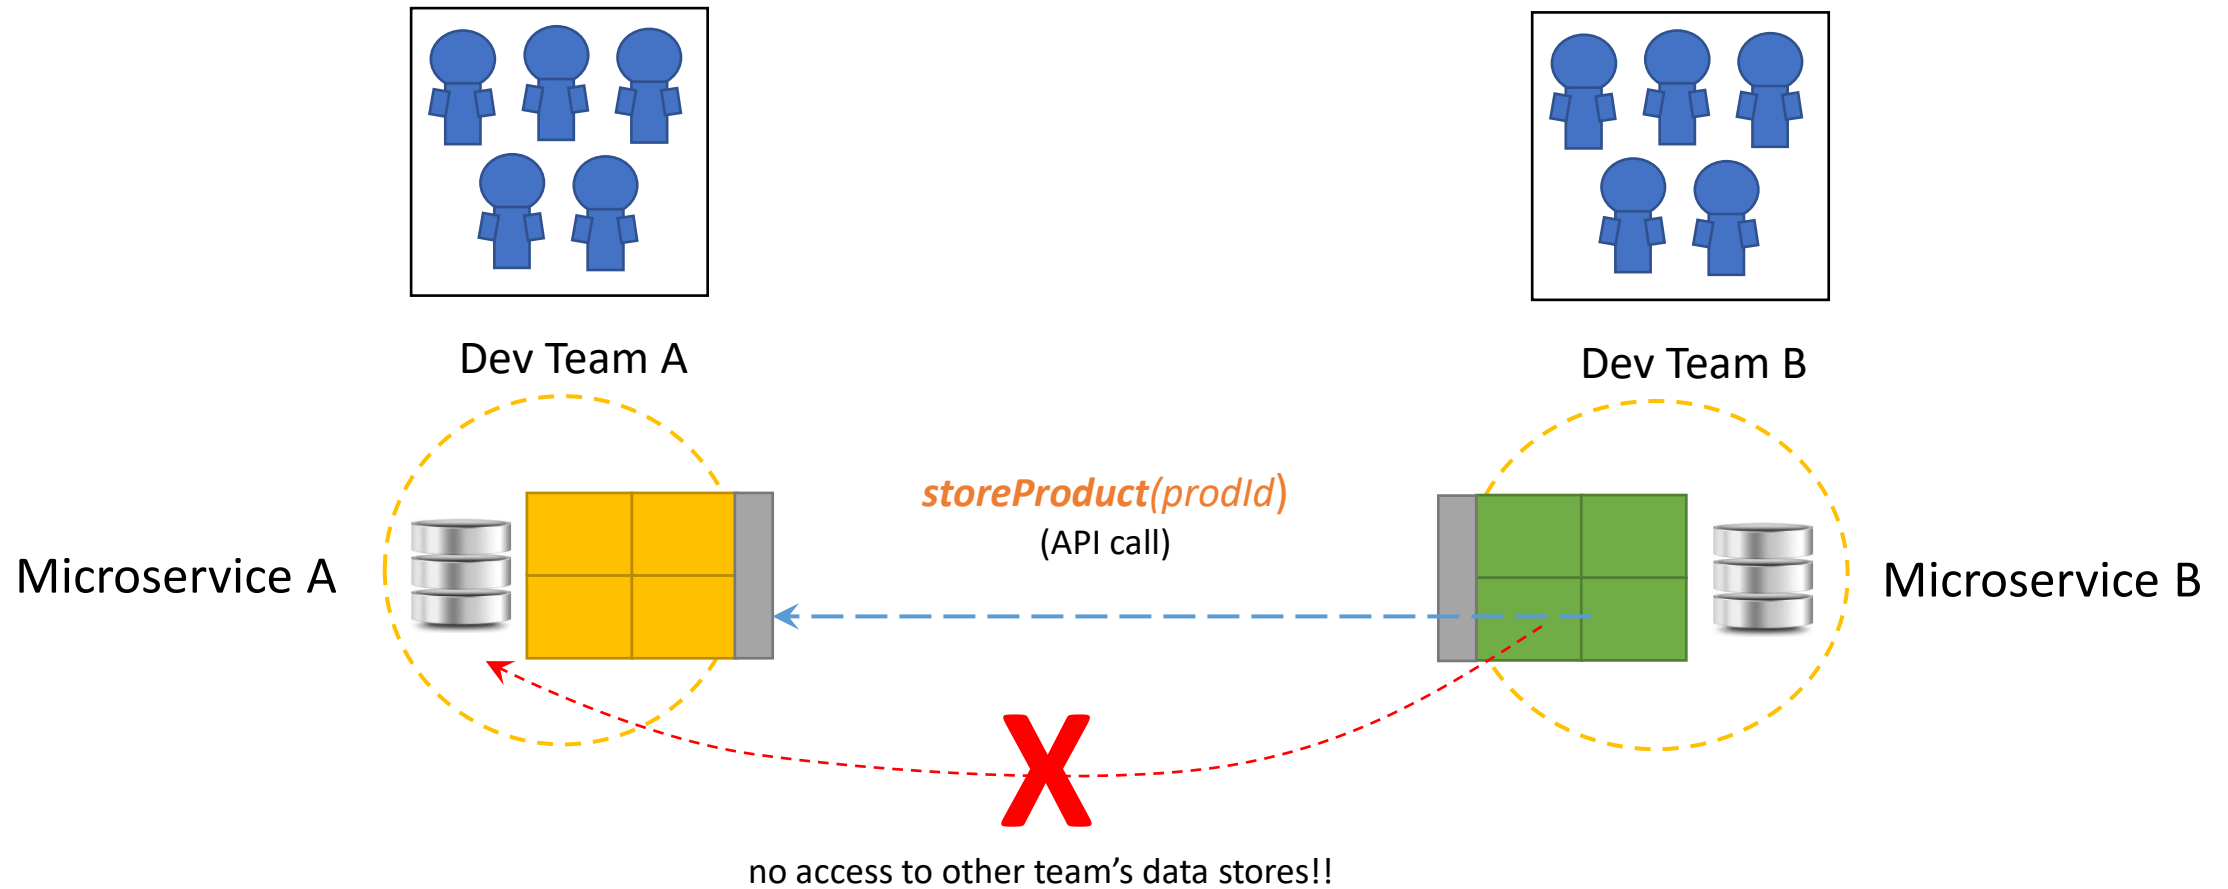 Dev Team A
Dev Team B
storeProduct(prodId)
(API call)
Microservice A
Microservice B
X
no access to other team’s data stores!!